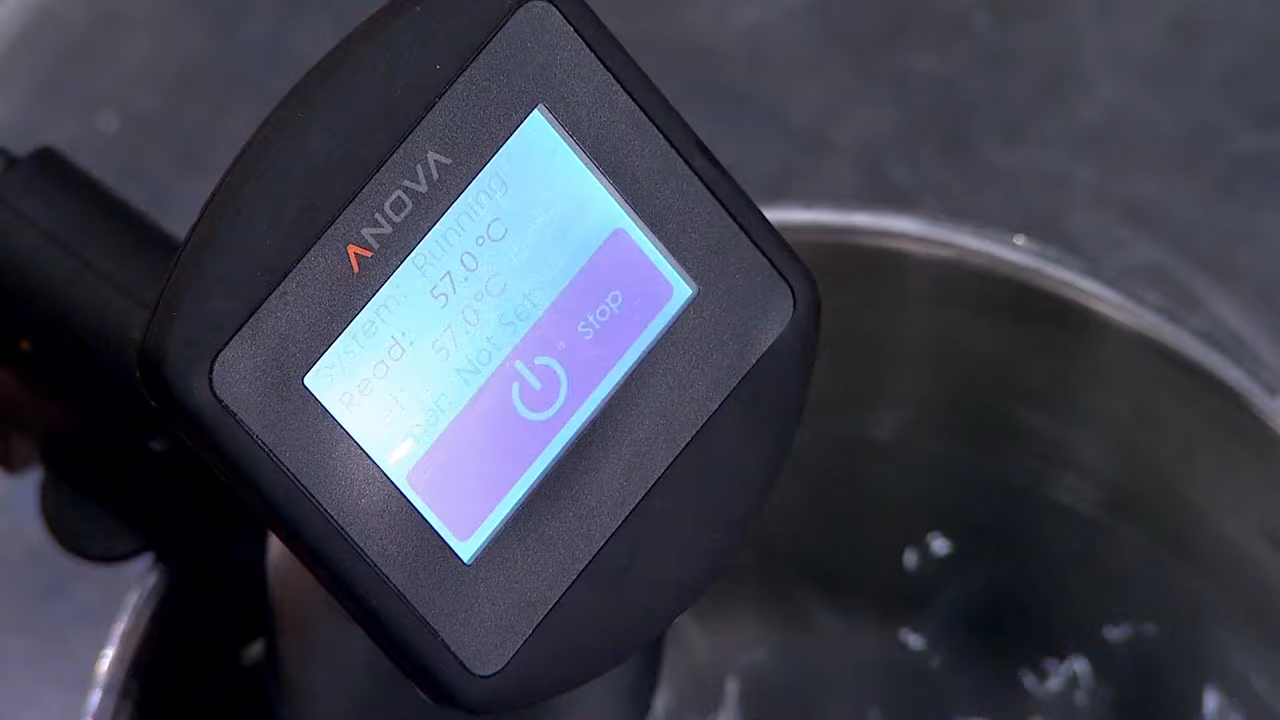 ANOVA
System: Running
Read: 57.0°C
57.0°C
Not Set
Stop